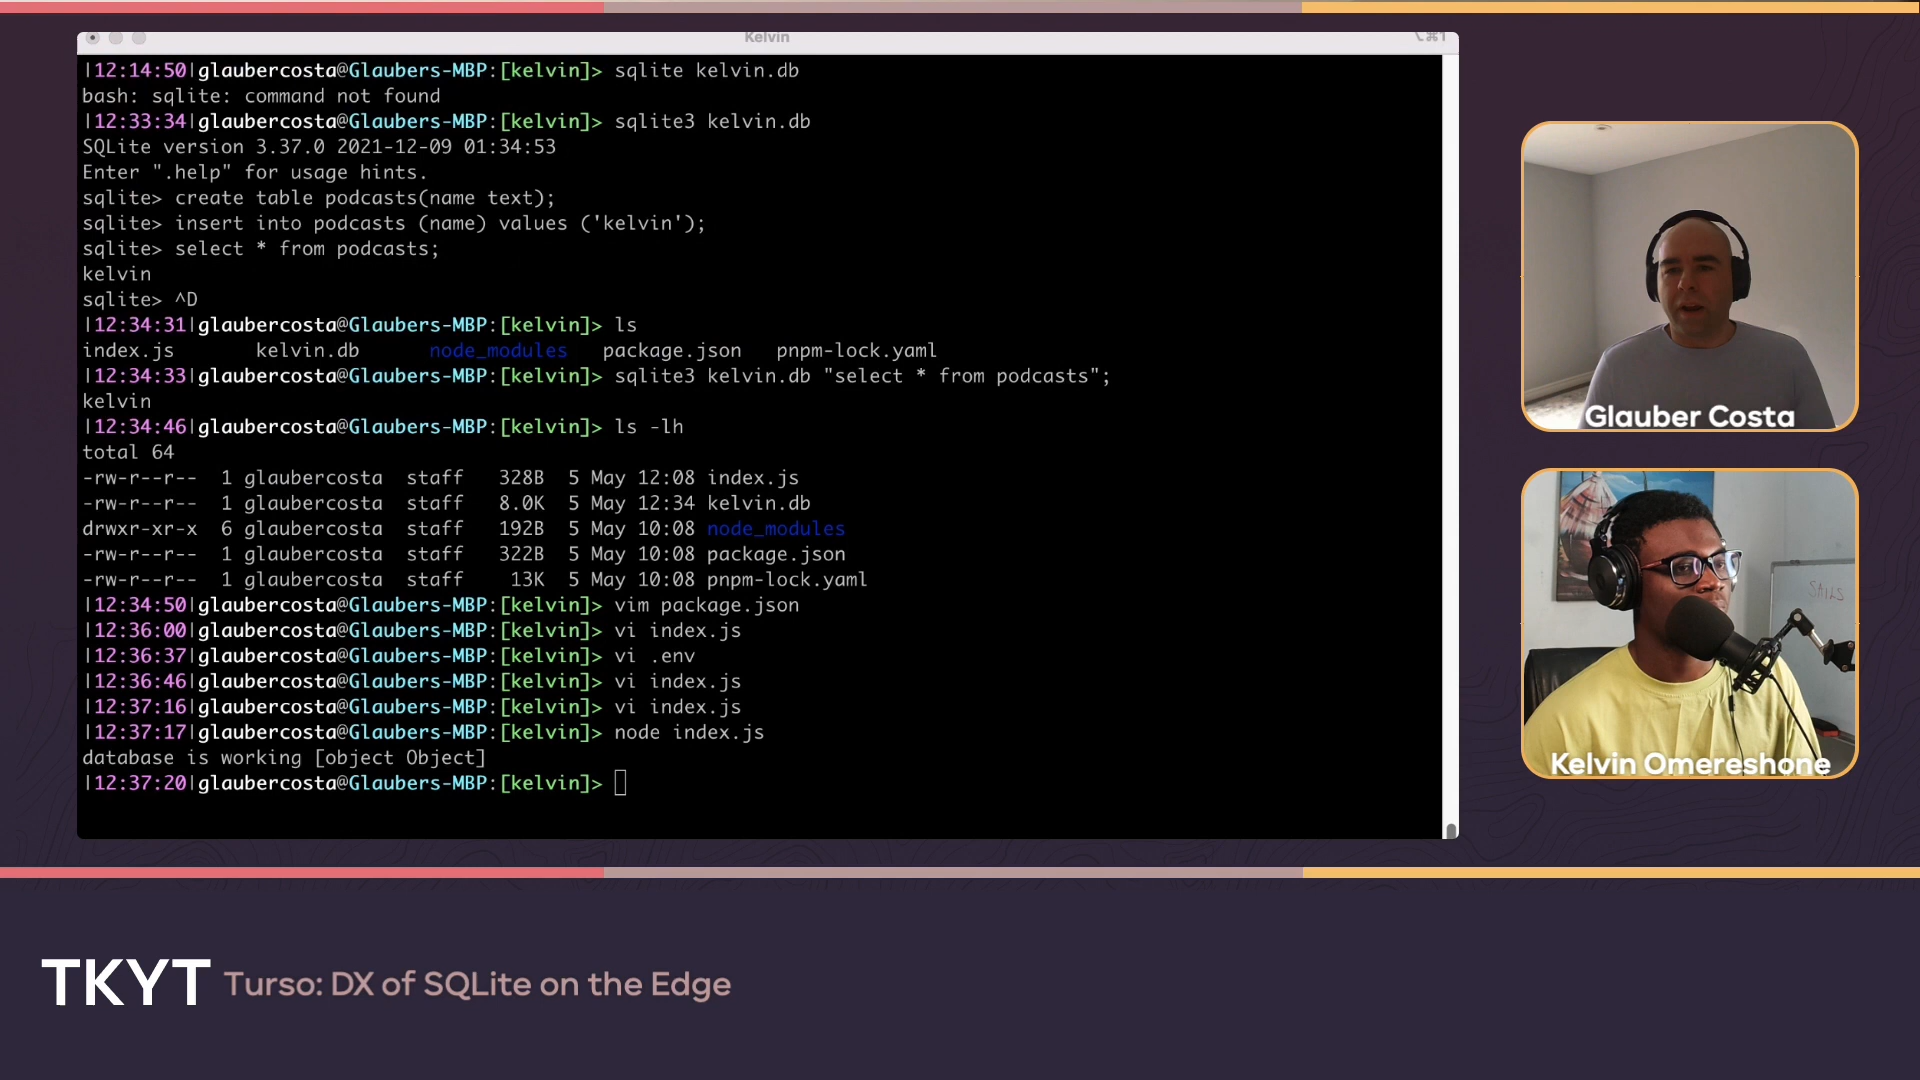 Kelvin
⌥⌘1
|12:14:50|glaubercosta@Glaubers-MBP:[kelvin]> sqlite kelvin.db
bash: sqlite: command not found
|12:33:34|glaubercosta@Glaubers-MBP:[kelvin]> sqlite3 kelvin.db
SQLite version 3.37.0 2021-12-09 01:34:53
Enter ".help" for usage hints.
sqlite> create table podcasts(name text);
sqlite> insert into podcasts (name) values ('kelvin');
sqlite> select * from podcasts;
kelvin
sqlite> ^D
|12:34:31|glaubercosta@Glaubers-MBP:[kelvin]> ls
index.js kelvin.db node_modules package.json pnpm-lock.yaml
|12:34:33|glaubercosta@Glaubers-MBP:[kelvin]> sqlite3 kelvin.db "select * from podcasts";
kelvin
|12:34:46|glaubercosta@Glaubers-MBP:[kelvin]> ls -lh
total 64
-rw-r--r-- 1 glaubercosta staff 328B 5 May 12:08 index.js
-rw-r--r-- 1 glaubercosta staff 8.0K 5 May 12:34 kelvin.db
drwxr-xr-x 6 glaubercosta staff 192B 5 May 10:08 node_modules
-rw-r--r-- 1 glaubercosta staff 322B 5 May 10:08 package.json
-rw-r--r-- 1 glaubercosta staff 13K 5 May 10:08 pnpm-lock.yaml
|12:34:50|glaubercosta@Glaubers-MBP:[kelvin]> vim package.json
|12:36:00|glaubercosta@Glaubers-MBP:[kelvin]> vi index.js
|12:36:37|glaubercosta@Glaubers-MBP:[kelvin]> vi .env
|12:36:46|glaubercosta@Glaubers-MBP:[kelvin]> vi index.js
|12:37:16|glaubercosta@Glaubers-MBP:[kelvin]> vi index.js
|12:37:17|glaubercosta@Glaubers-MBP:[kelvin]> node index.js
database is working [object Object]
|12:37:20|glaubercosta@Glaubers-MBP:[kelvin]>
Glauber Costa
SAILS
Kelvin Omereshone
TKYT Turso: DX of SQLite on the Edge